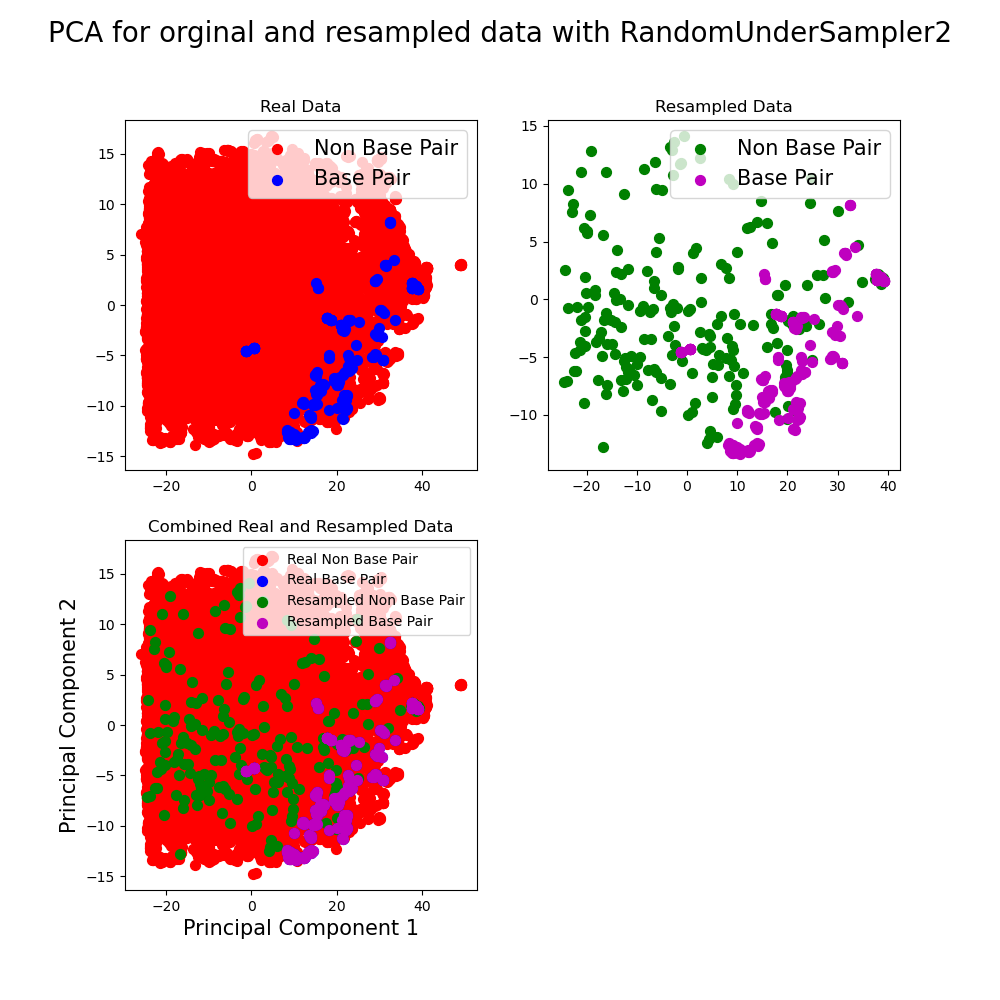 PCA for orginal and resampled data with RandomUnderSampler2
Real Data
Non Base Pair
Base Pair
15
10
5
0
−5
−10
−15
−20
0
20
40
Resampled Data
Non Base Pair
Base Pair
15
10
5
0
−5
−10
−20
−10
0
10
20
30
40
Combined Real and Resampled Data
Real Non Base Pair
Real Base Pair
Resampled Non Base Pair
Resampled Base Pair
Principal Component 2
15
10
5
0
−5
−10
−15
−20
0
20
40
Principal Component 1